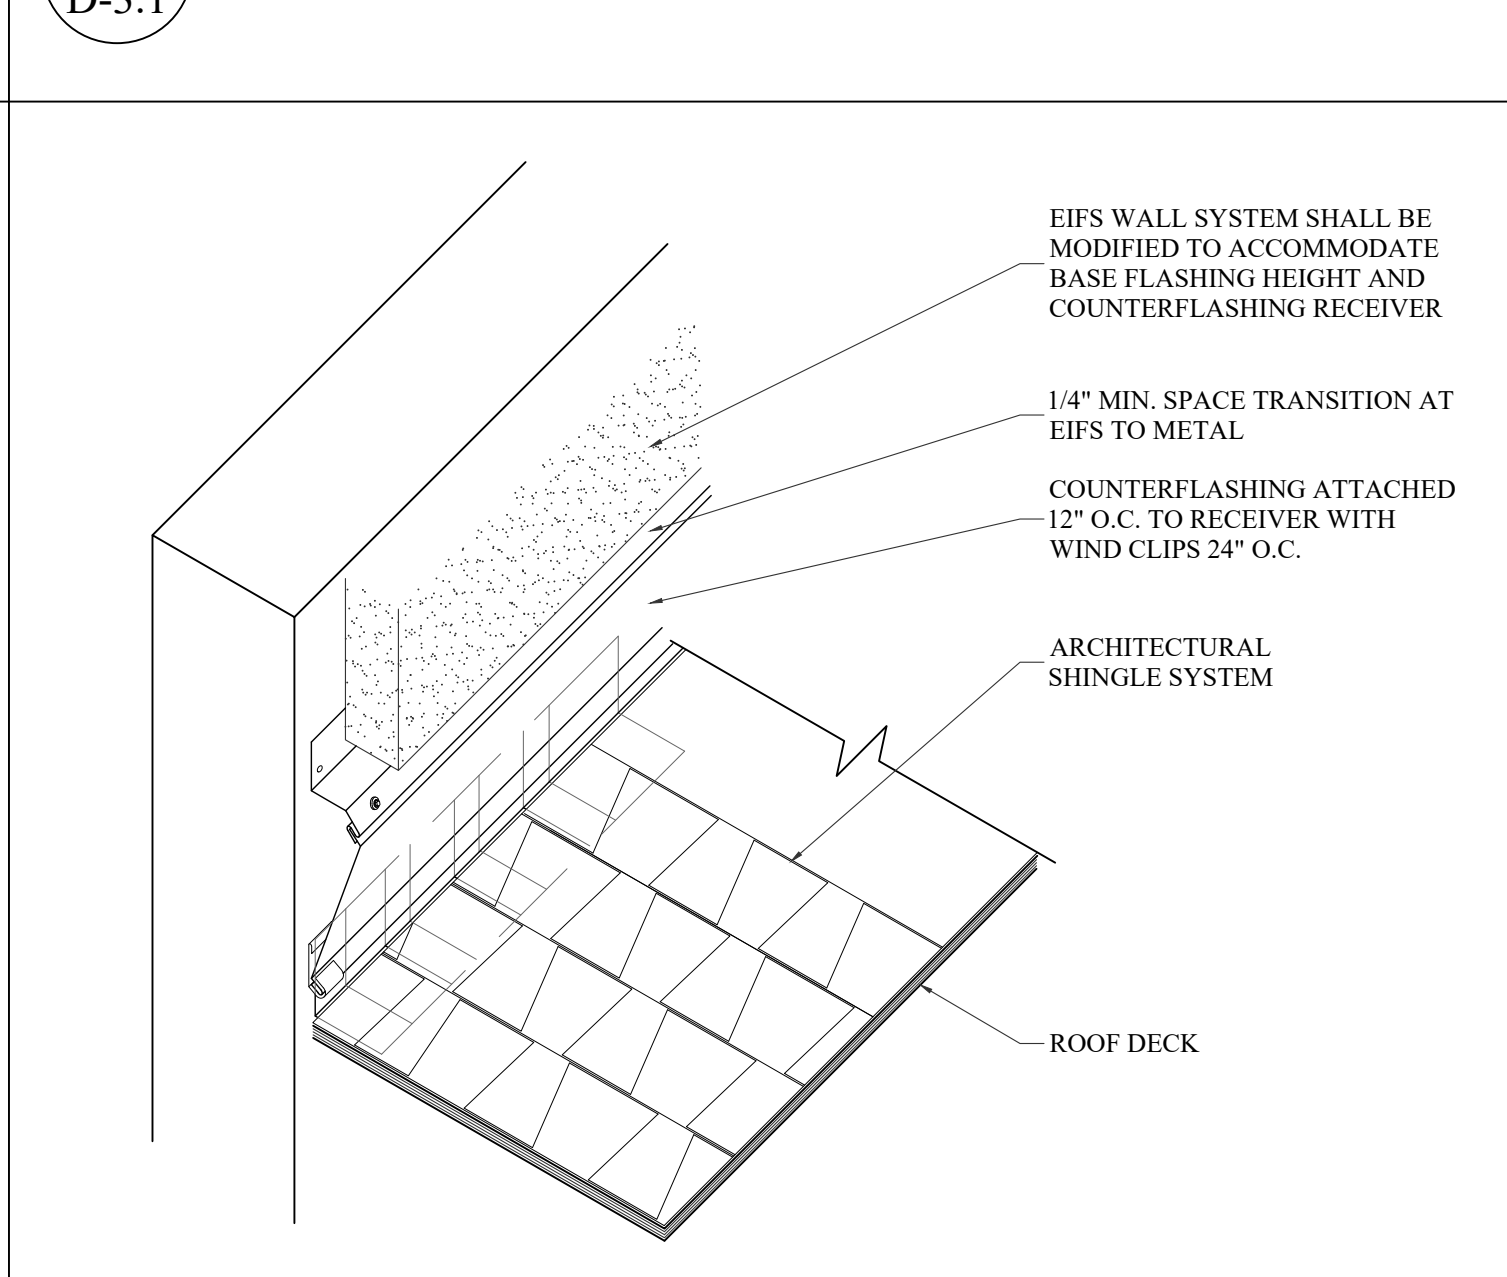 D-3.1
EIFS WALL SYSTEM SHALL BE
MODIFIED TO ACCOMMODATE
BASE FLASHING HEIGHT AND
COUNTERFLASHING RECEIVER
1/4" MIN. SPACE TRANSITION AT
EIFS TO METAL
COUNTERFLASHING ATTACHED
12" O.C. TO RECEIVER WITH
WIND CLIPS 24" O.C.
ARCHITECTURAL
SHINGLE SYSTEM
ROOF DECK